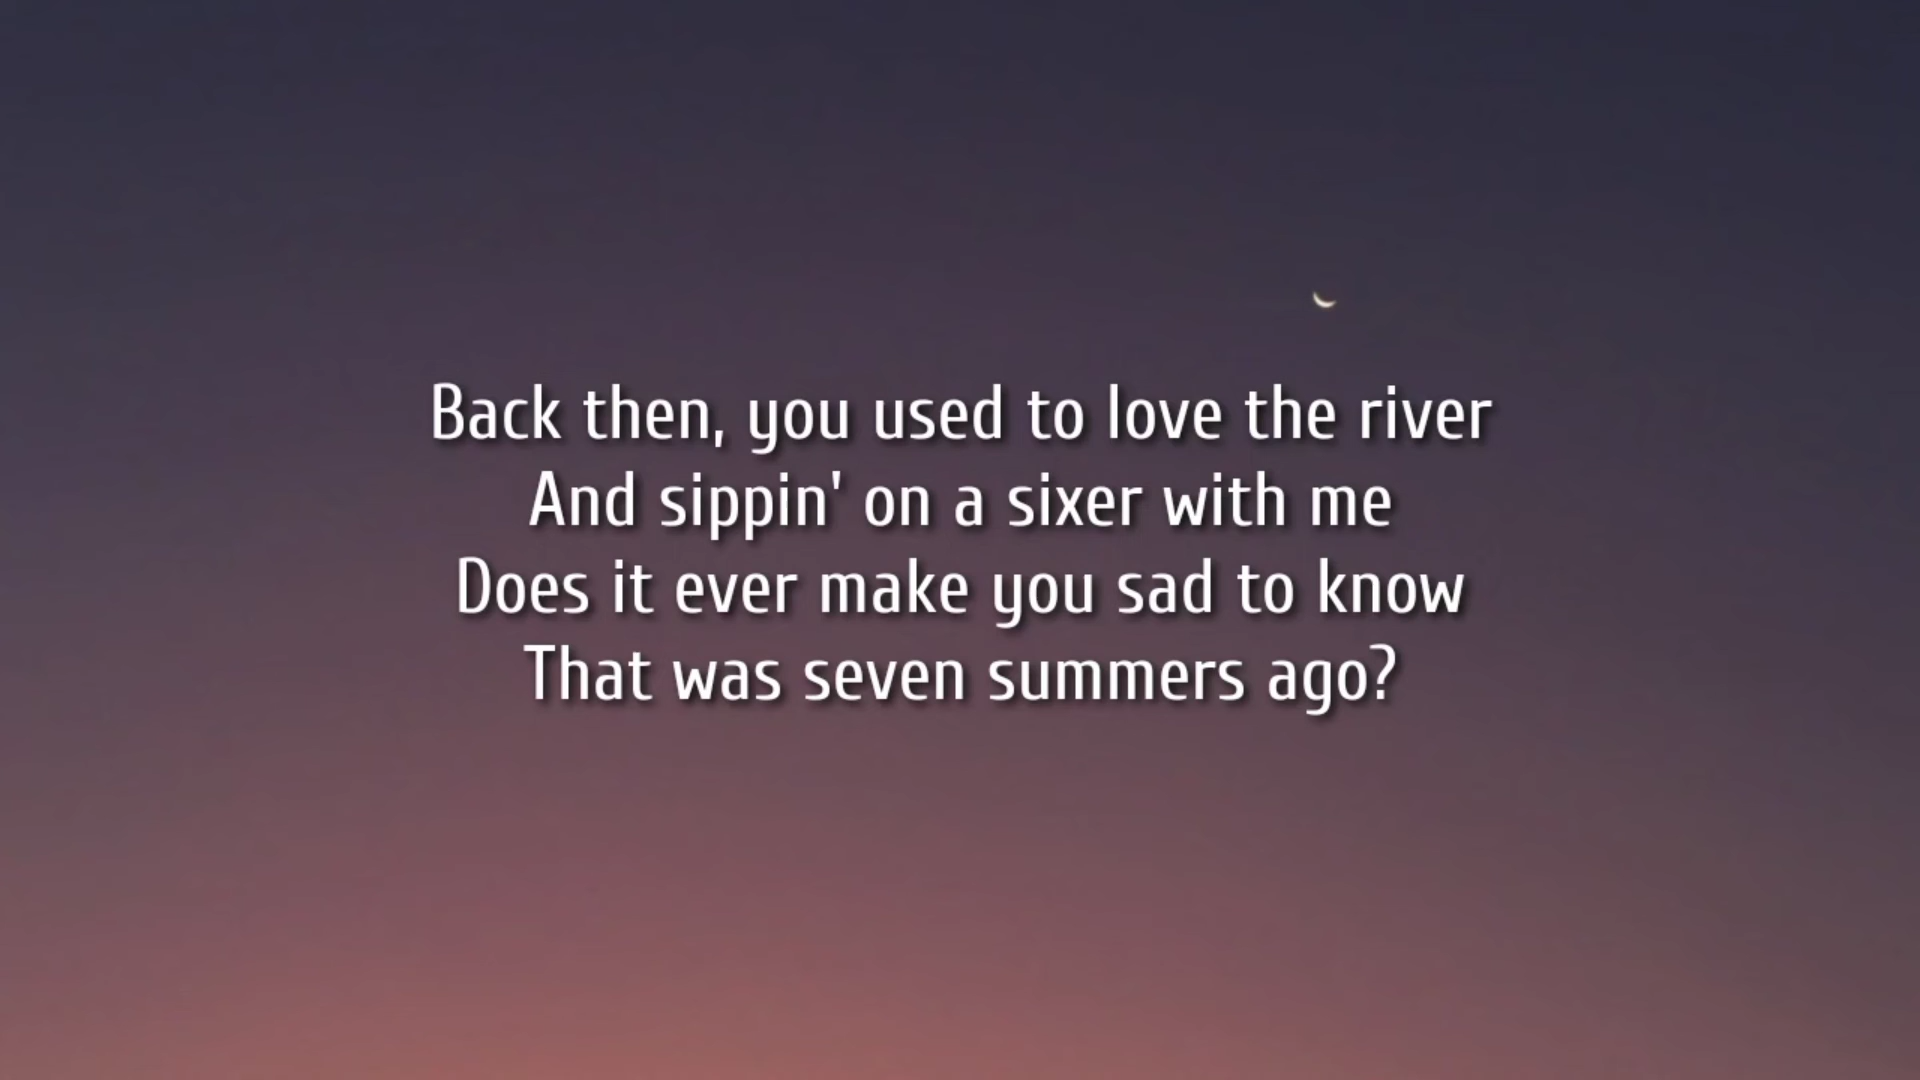 Back then, you used to love the river
And sippin' on a sixer with me
Does it ever make you sad to know
That was seven summers ago?